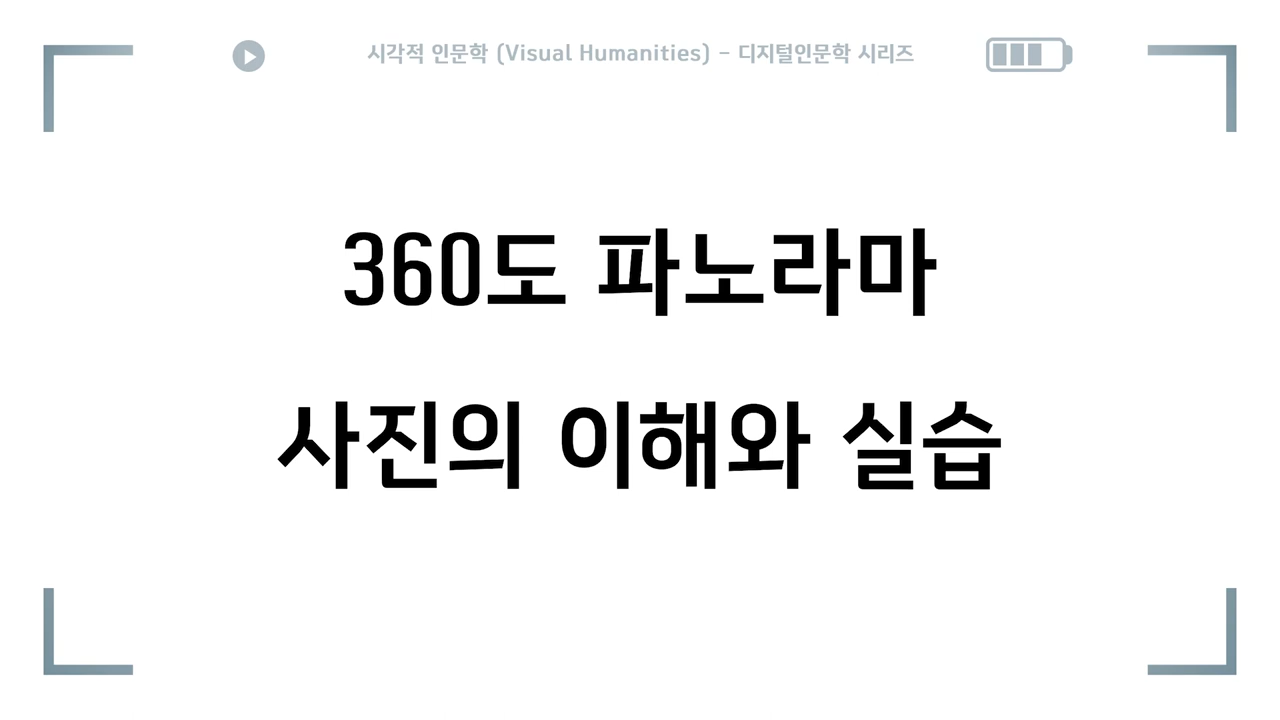 시각적 인문학 (Visual Humanities) - 디지털인문학 시리즈
360도 파노라마
사진의 이해와 실습